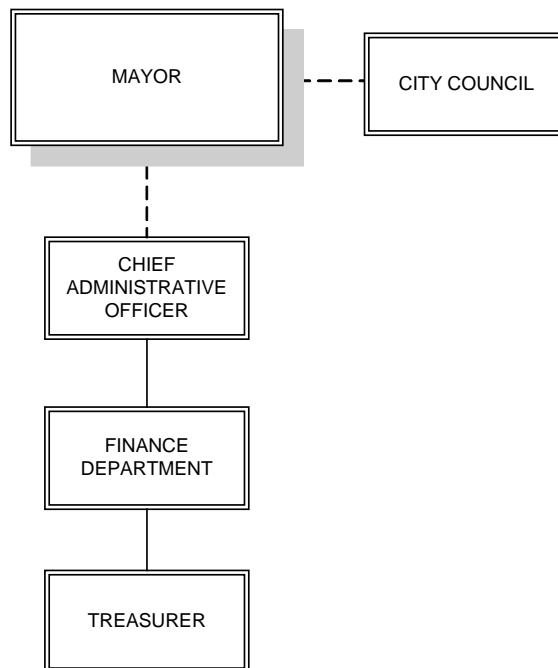 MAYOR
CITY COUNCIL
CHIEF
ADMINISTRATIVE
OFFICER
FINANCE
DEPARTMENT
TREASURER